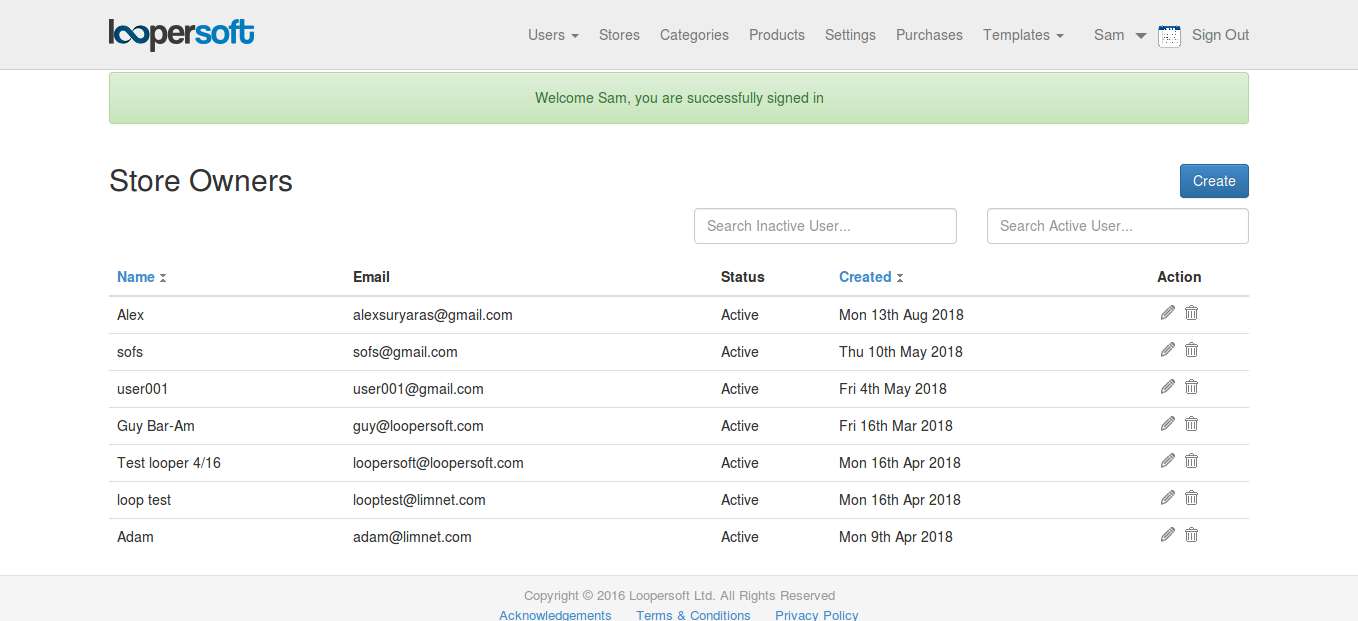 loopersoft Users Stores Categories Products Settings Purchases Templates Sam Sign Out
Welcome Sam, you are successfully signed in
Store Owners Create
Search Inactive User... Search Active User...
Name Email Status Created Action
Alex alexsuryaras@gmail.com Active Mon 13th Aug 2018
sofs sofs@gmail.com Active Thu 10th May 2018
user001 user001@gmail.com Active Fri 4th May 2018
Guy Bar-Am guy@loopersoft.com Active Fri 16th Mar 2018
Test looper 4/16 loopersoft@loopersoft.com Active Mon 16th Apr 2018
loop test looptest@limnet.com Active Mon 16th Apr 2018
Adam adam@limnet.com Active Mon 9th Apr 2018
Copyright © 2016 Loopersoft Ltd. All Rights Reserved
Acknowledgements Terms & Conditions Privacy Policy